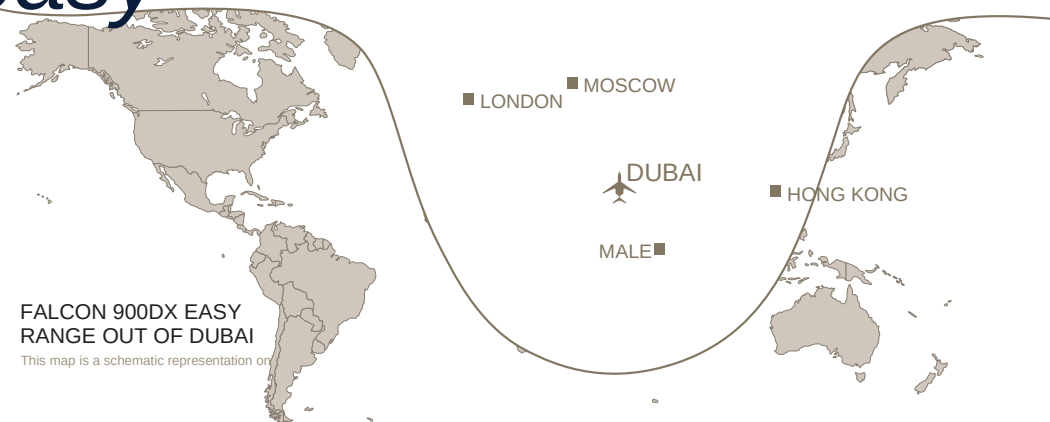 MOSCOW
LONDON
DUBAI
HONG KONG
MALE
FALCON 900DX EASY
RANGE OUT OF DUBAI
This map is a schematic representation on